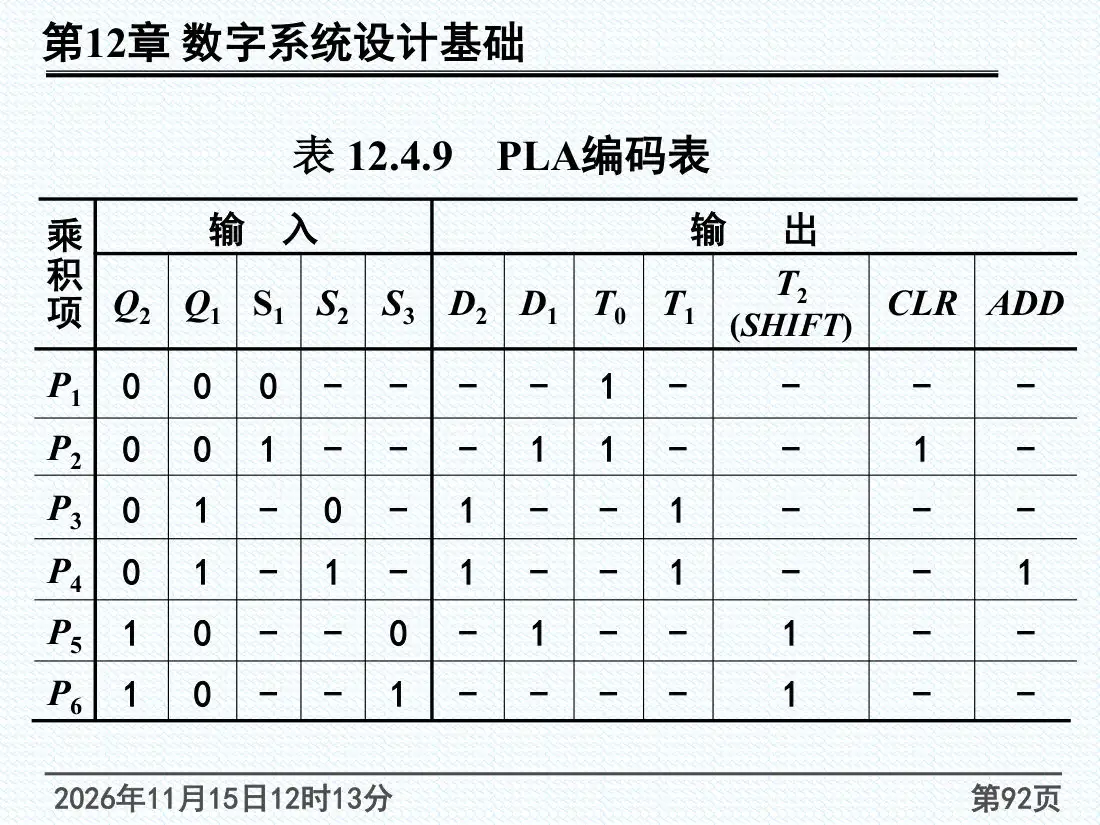 第12章 数字系统设计基础
表 12.4.9 PLA编码表
乘积项 输 入 输 出
Q2 Q1 S1 S2 S3 D2 D1 T0 T1 T2 (SHIFT) CLR ADD
P1 0 0 0 - - - - 1 - - - -
P2 0 0 1 - - - 1 1 - - 1 -
P3 0 1 - 0 - 1 - - 1 - - -
P4 0 1 - 1 - 1 - - 1 - - 1
P5 1 0 - - 0 - 1 - - 1 - -
P6 1 0 - - 1 - - - - 1 - -
2026年11月15日12时13分 第92页